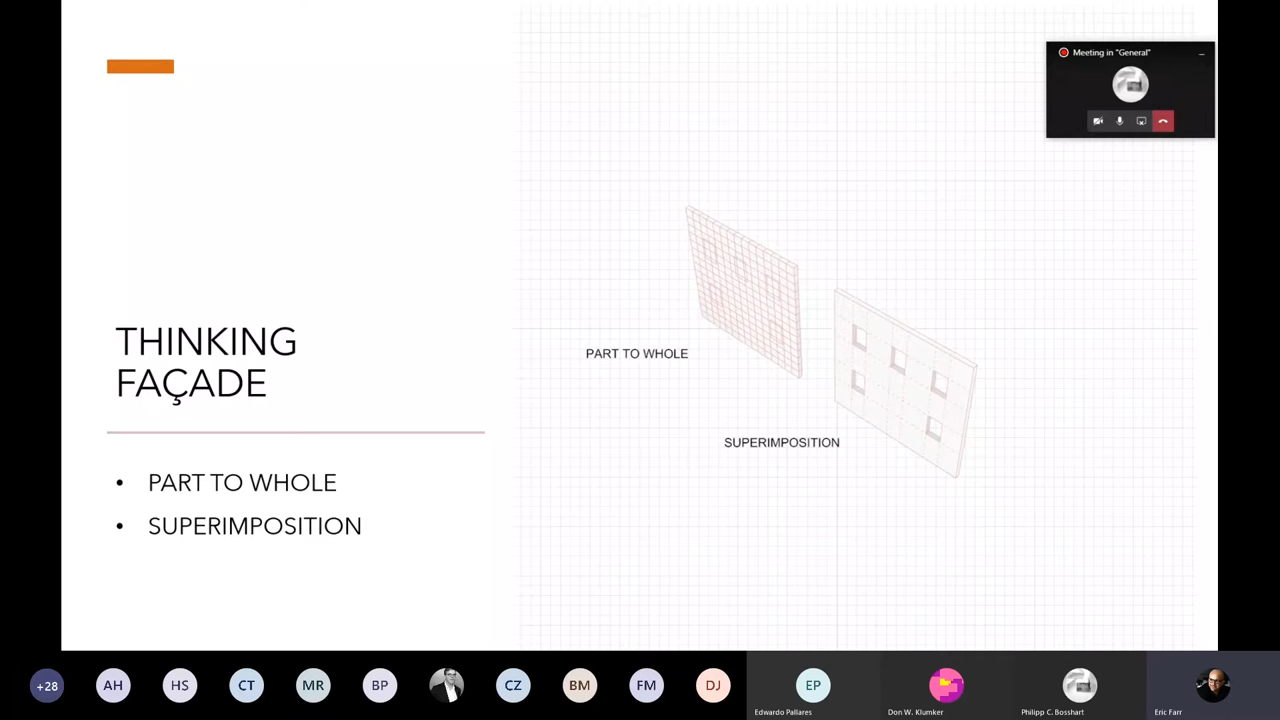 Meeting in "General"
THINKING
FAÇADE
• PART TO WHOLE
• SUPERIMPOSITION
PART TO WHOLE
SUPERIMPOSITION
+28
AH
HS
CT
MR
BP
CZ
BM
FM
DJ
EP
Edwardo Pallares
Don W. Klumker
Philipp C. Bosshart
Eric Farr